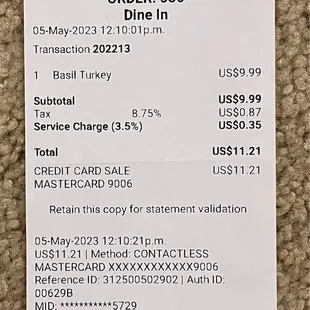 Dine In
05-May-2023 12:10:01p.m.
Transaction 202213
1 Basil Turkey US$9.99
Subtotal US$9.99
Tax 8.75% US$0.87
Service Charge (3.5%) US$0.35
Total US$11.21
CREDIT CARD SALE US$11.21
MASTERCARD 9006
Retain this copy for statement validation
05-May-2023 12:10:21p.m.
US$11.21 | Method: CONTACTLESS
MASTERCARD XXXXXXXXXXXX9006
Reference ID: 312500502902 | Auth ID:
00629B
MID: ***********5729